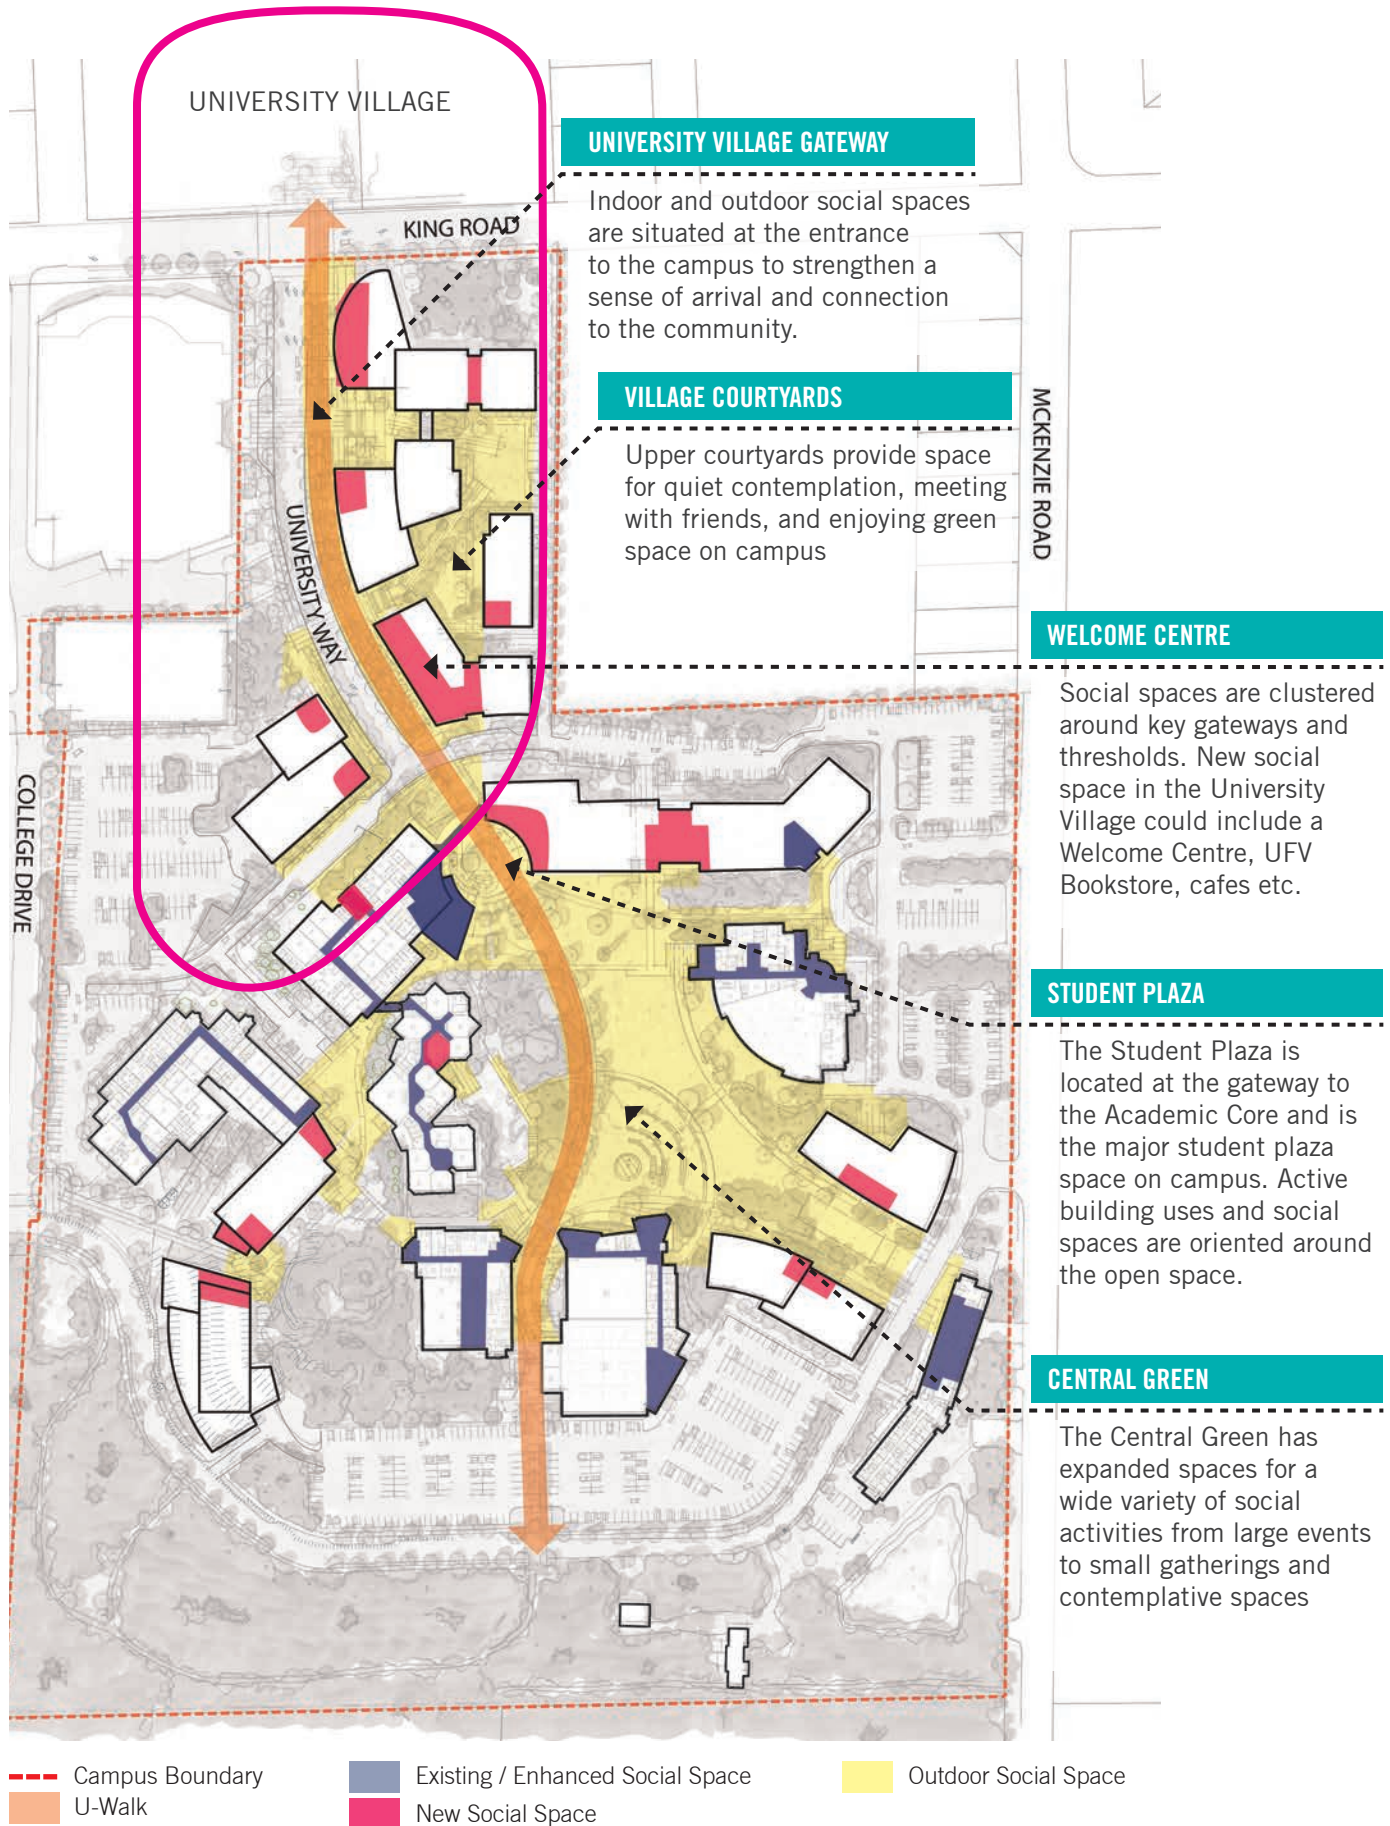 UNIVERSITY VILLAGE
UNIVERSITY VILLAGE GATEWAY
Indoor and outdoor social spaces
are situated at the entrance
to the campus to strengthen a
sense of arrival and connection
to the community.
KING ROAD
VILLAGE COURTYARDS
Upper courtyards provide space
for quiet contemplation, meeting
with friends, and enjoying green
space on campus
MCKENZIE ROAD
UNIVERSITY WAY
WELCOME CENTRE
Social spaces are clustered
around key gateways and
thresholds. New social
space in the University
Village could include a
Welcome Centre, UFV
Bookstore, cafes etc.
COLLEGE DRIVE
STUDENT PLAZA
The Student Plaza is
located at the gateway to
the Academic Core and is
the major student plaza
space on campus. Active
building uses and social
spaces are oriented around
the open space.
CENTRAL GREEN
The Central Green has
expanded spaces for a
wide variety of social
activities from large events
to small gatherings and
contemplative spaces
Campus Boundary
U-Walk
Existing / Enhanced Social Space
New Social Space
Outdoor Social Space